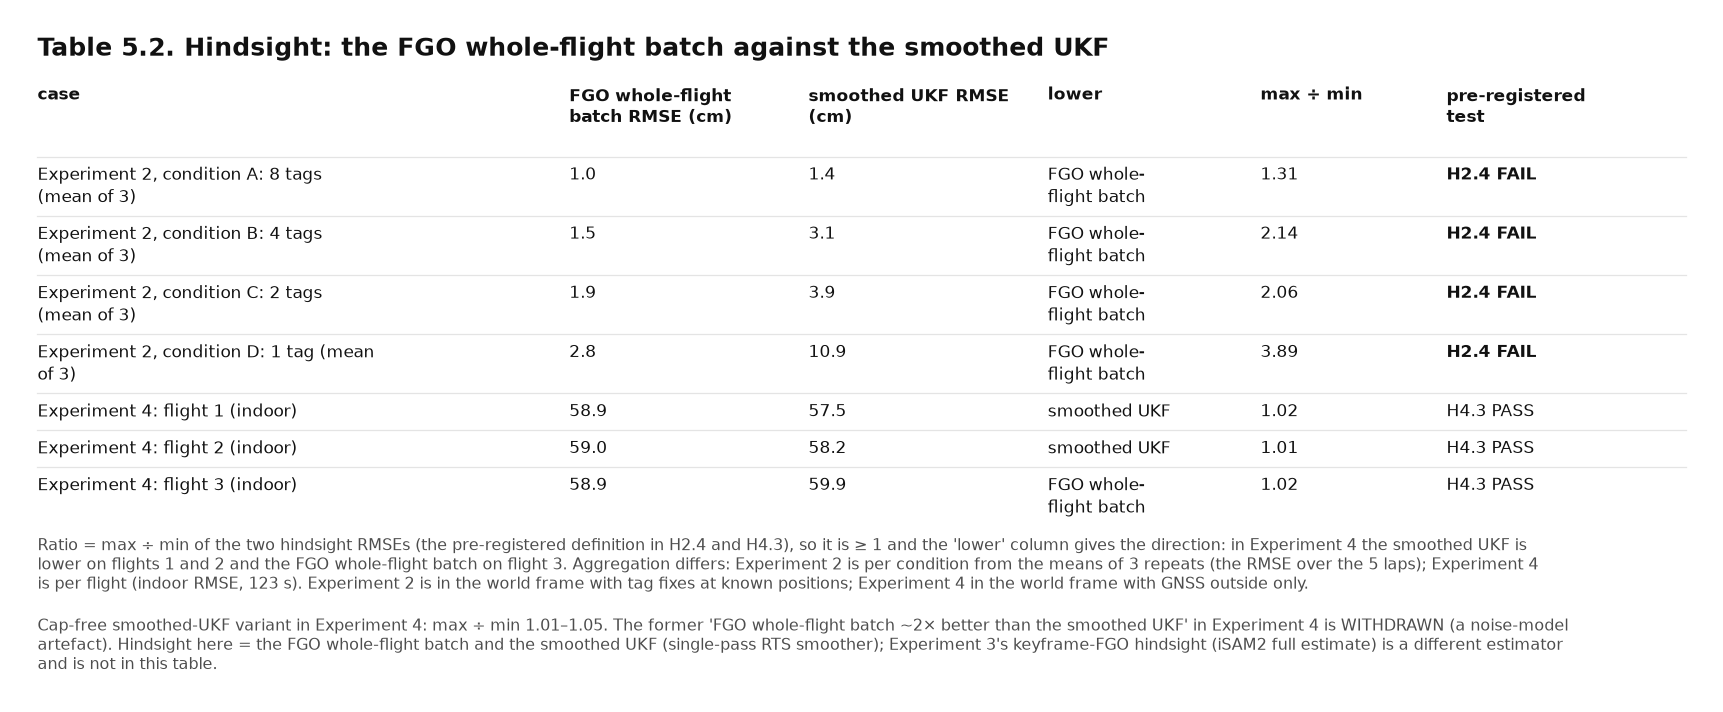 Table 5.2. Hindsight: the FGO whole-flight batch against the smoothed UKF
case
FGO whole-flight
batch RMSE (cm)
smoothed UKF RMSE
(cm)
lower
max ÷ min
pre-registered
test
Experiment 2, condition A: 8 tags
(mean of 3)
1.0
1.4
FGO whole-
flight batch
1.31
H2.4 FAIL
Experiment 2, condition B: 4 tags
(mean of 3)
1.5
3.1
FGO whole-
flight batch
2.14
H2.4 FAIL
Experiment 2, condition C: 2 tags
(mean of 3)
1.9
3.9
FGO whole-
flight batch
2.06
H2.4 FAIL
Experiment 2, condition D: 1 tag (mean
of 3)
2.8
10.9
FGO whole-
flight batch
3.89
H2.4 FAIL
Experiment 4: flight 1 (indoor)
58.9
57.5
smoothed UKF
1.02
H4.3 PASS
Experiment 4: flight 2 (indoor)
59.0
58.2
smoothed UKF
1.01
H4.3 PASS
Experiment 4: flight 3 (indoor)
58.9
59.9
FGO whole-
flight batch
1.02
H4.3 PASS
Ratio = max ÷ min of the two hindsight RMSEs (the pre-registered definition in H2.4 and H4.3), so it is ≥ 1 and the 'lower' column gives the direction: in Experiment 4 the smoothed UKF is
lower on flights 1 and 2 and the FGO whole-flight batch on flight 3. Aggregation differs: Experiment 2 is per condition from the means of 3 repeats (the RMSE over the 5 laps); Experiment 4
is per flight (indoor RMSE, 123 s). Experiment 2 is in the world frame with tag fixes at known positions; Experiment 4 in the world frame with GNSS outside only.
Cap-free smoothed-UKF variant in Experiment 4: max ÷ min 1.01–1.05. The former 'FGO whole-flight batch ~2× better than the smoothed UKF' in Experiment 4 is WITHDRAWN (a noise-model
artefact). Hindsight here = the FGO whole-flight batch and the smoothed UKF (single-pass RTS smoother); Experiment 3's keyframe-FGO hindsight (iSAM2 full estimate) is a different estimator
and is not in this table.